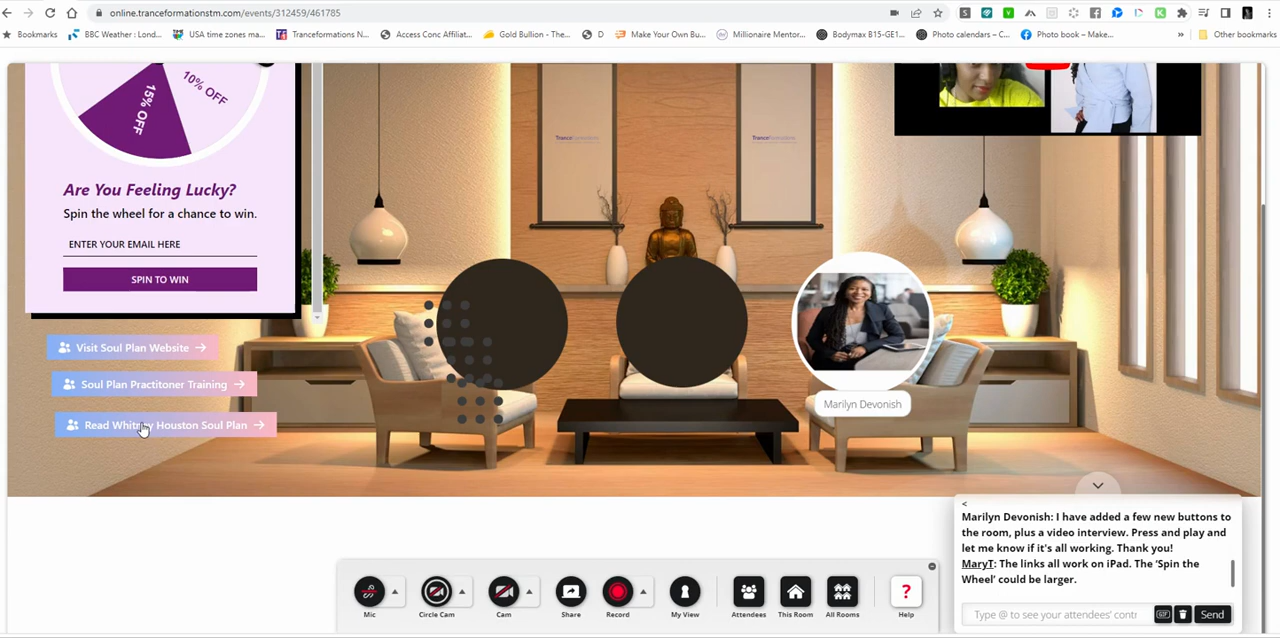 online.tranceformationstm.com/events/312459/461785
Bookmarks
BBC Weather : Lond...
USA time zones ma...
Tranceformations N...
Access Conc Affiliat...
Gold Bullion - The...
D
Make Your Own Bu...
Millionaire Mentor...
Bodymax B15-GE1...
Photo calendars – C...
Photo book – Make...
»
Other bookmarks
10% OFF
15% OFF
TranceFormations
TranceFormations
Are You Feeling Lucky?
Spin the wheel for a chance to win.
ENTER YOUR EMAIL HERE
SPIN TO WIN
Visit Soul Plan Website
Soul Plan Practitoner Training
Read Whitney Houston Soul Plan
Marilyn Devonish
<
Marilyn Devonish: I have added a few new buttons to
the room, plus a video interview. Press and play and
let me know if it's all working. Thank you!
MaryT: The links all work on iPad. The 'Spin the
Wheel' could be larger.
Type @ to see your attendees' contr
GIF
Send
Mic
Circle Cam
Cam
Share
Record
My View
Attendees
This Room
All Rooms
?
Help